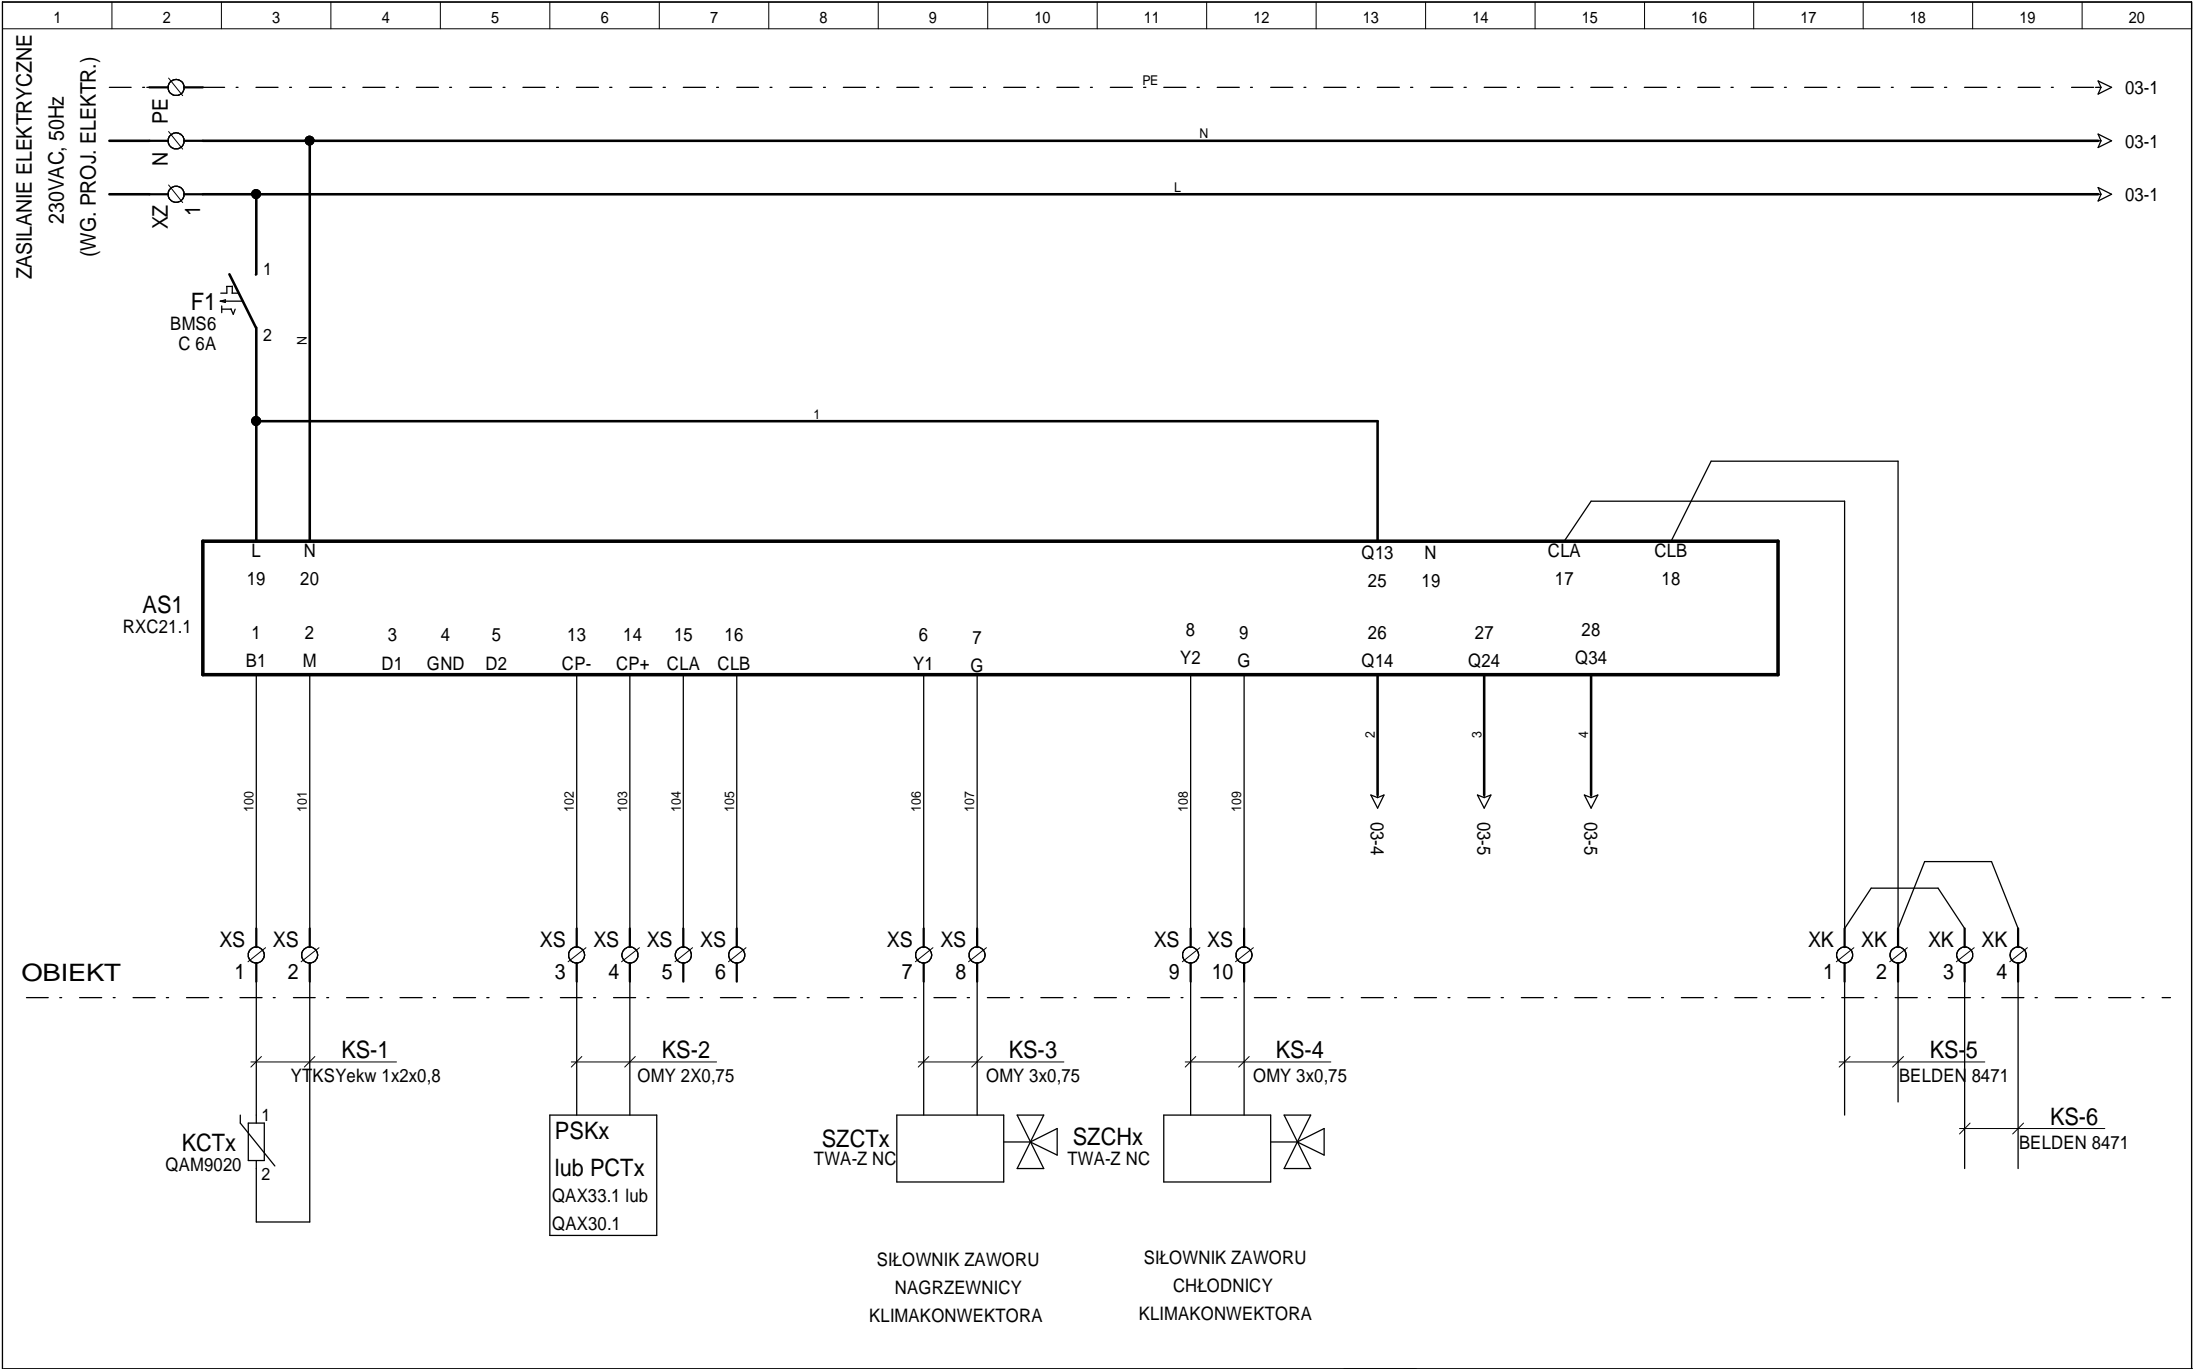 1 2 3 4 5 6 7 8 9 10 11 12 13 14 15 16 17 18 19 20
ZASILANIE ELEKTRYCZNE
230VAC, 50Hz
(WG. PROJ. ELEKTR.)
PE
PE
03-1
N
N
03-1
XZ
1
L
03-1
1
F1
BMS6
C 6A
2
N
1
L N Q13 N CLA CLB
19 20 25 19 17 18
AS1
RXC21.1
1 2 3 4 5 13 14 15 16 6 7 8 9 26 27 28
B1 M D1 GND D2 CP- CP+ CLA CLB Y1 G Y2 G Q14 Q24 Q34
2 3 4
100 101 102 103 104 105 106 107 108 109
03-4 03-5 03-5
XS XS XS XS XS XS XS XS XS XS XK XK XK XK
1 2 3 4 5 6 7 8 9 10 1 2 3 4
OBIEKT
KS-1
YTKSYekw 1x2x0,8
KS-2
OMY 2X0,75
KS-3
OMY 3x0,75
KS-4
OMY 3x0,75
KS-5
BELDEN 8471
KS-6
BELDEN 8471
1
KCTx
QAM9020
2
PSKx
lub PCTx
QAX33.1 lub
QAX30.1
SZCTx
TWA-Z NC
SZCHx
TWA-Z NC
SIŁOWNIK ZAWORU
NAGRZEWNICY
KLIMAKONWEKTORA
SIŁOWNIK ZAWORU
CHŁODNICY
KLIMAKONWEKTORA